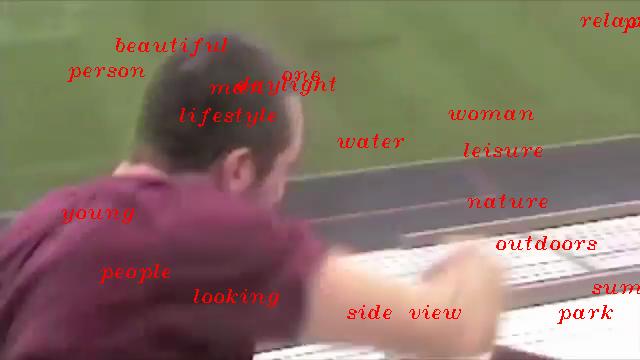 beautiful
person
one
daylight
lifestyle
woman
water
leisure
nature
young
outdoors
people
looking
side view
park